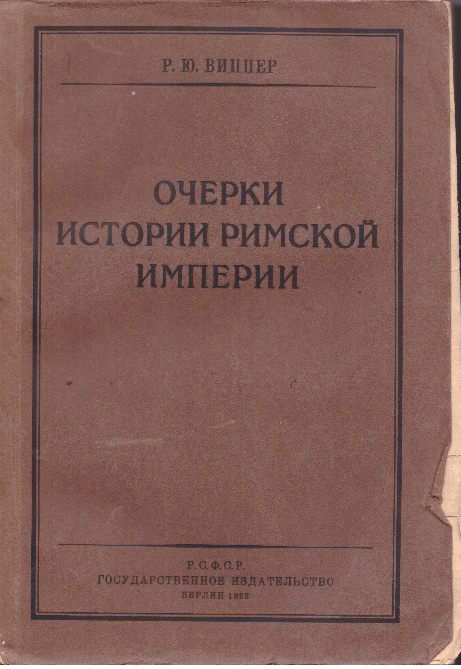 Р. Ю. ВИППЕР
ОЧЕРКИ
ИСТОРИИ РИМСКОЙ
ИМПЕРИИ
Р.С.Ф.С.Р.
ГОСУДАРСТВЕННОЕ ИЗДАТЕЛЬСТВО
БЕРЛИН 1923